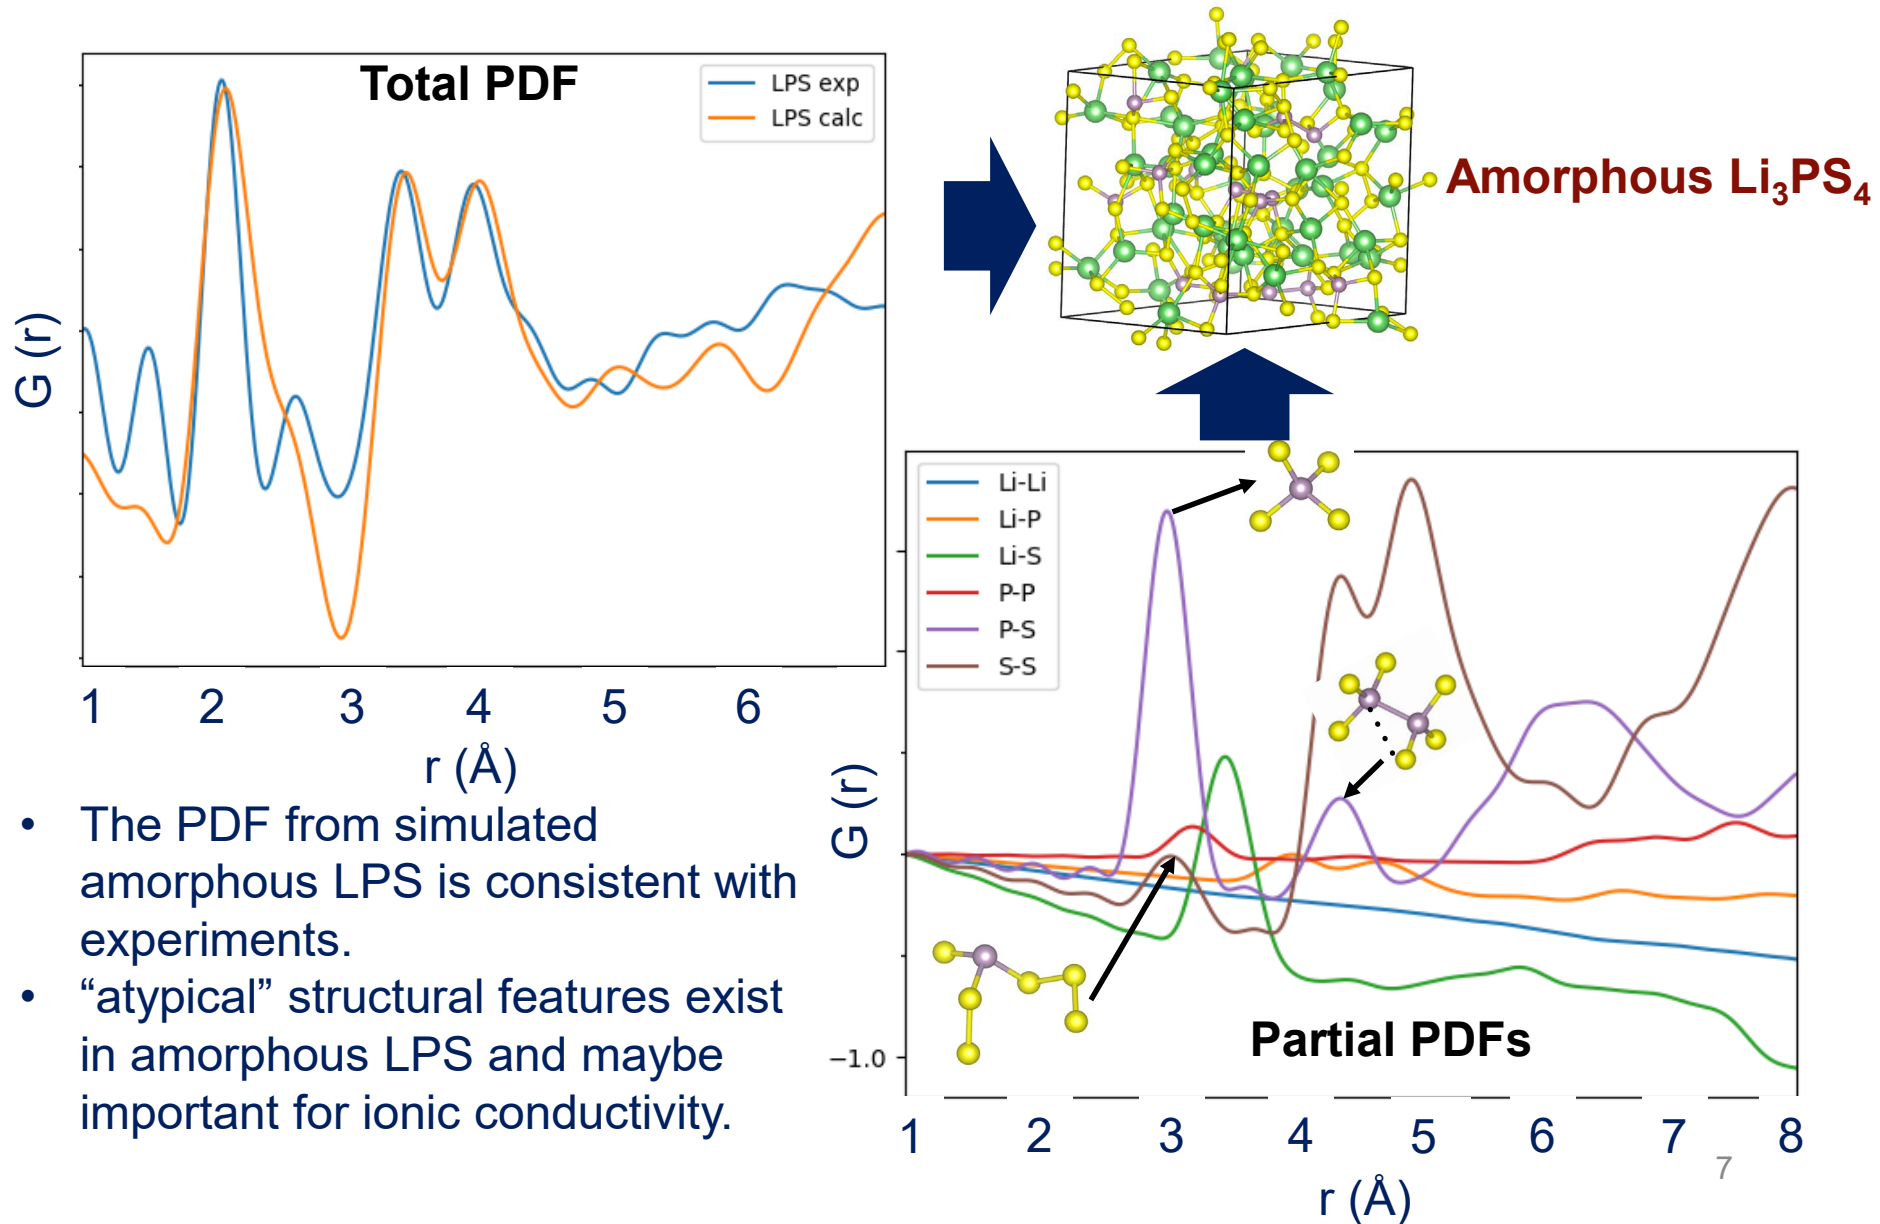 Total PDF
LPS exp
LPS calc
G (r)
1 2 3 4 5 6
r (Å)
Amorphous Li₃PS₄
• The PDF from simulated
amorphous LPS is consistent with
experiments.
• “atypical” structural features exist
in amorphous LPS and maybe
important for ionic conductivity.
Li-Li
Li-P
Li-S
P-P
P-S
S-S
G (r)
−1.0
Partial PDFs
1 2 3 4 5 6 7 8
r (Å)
7